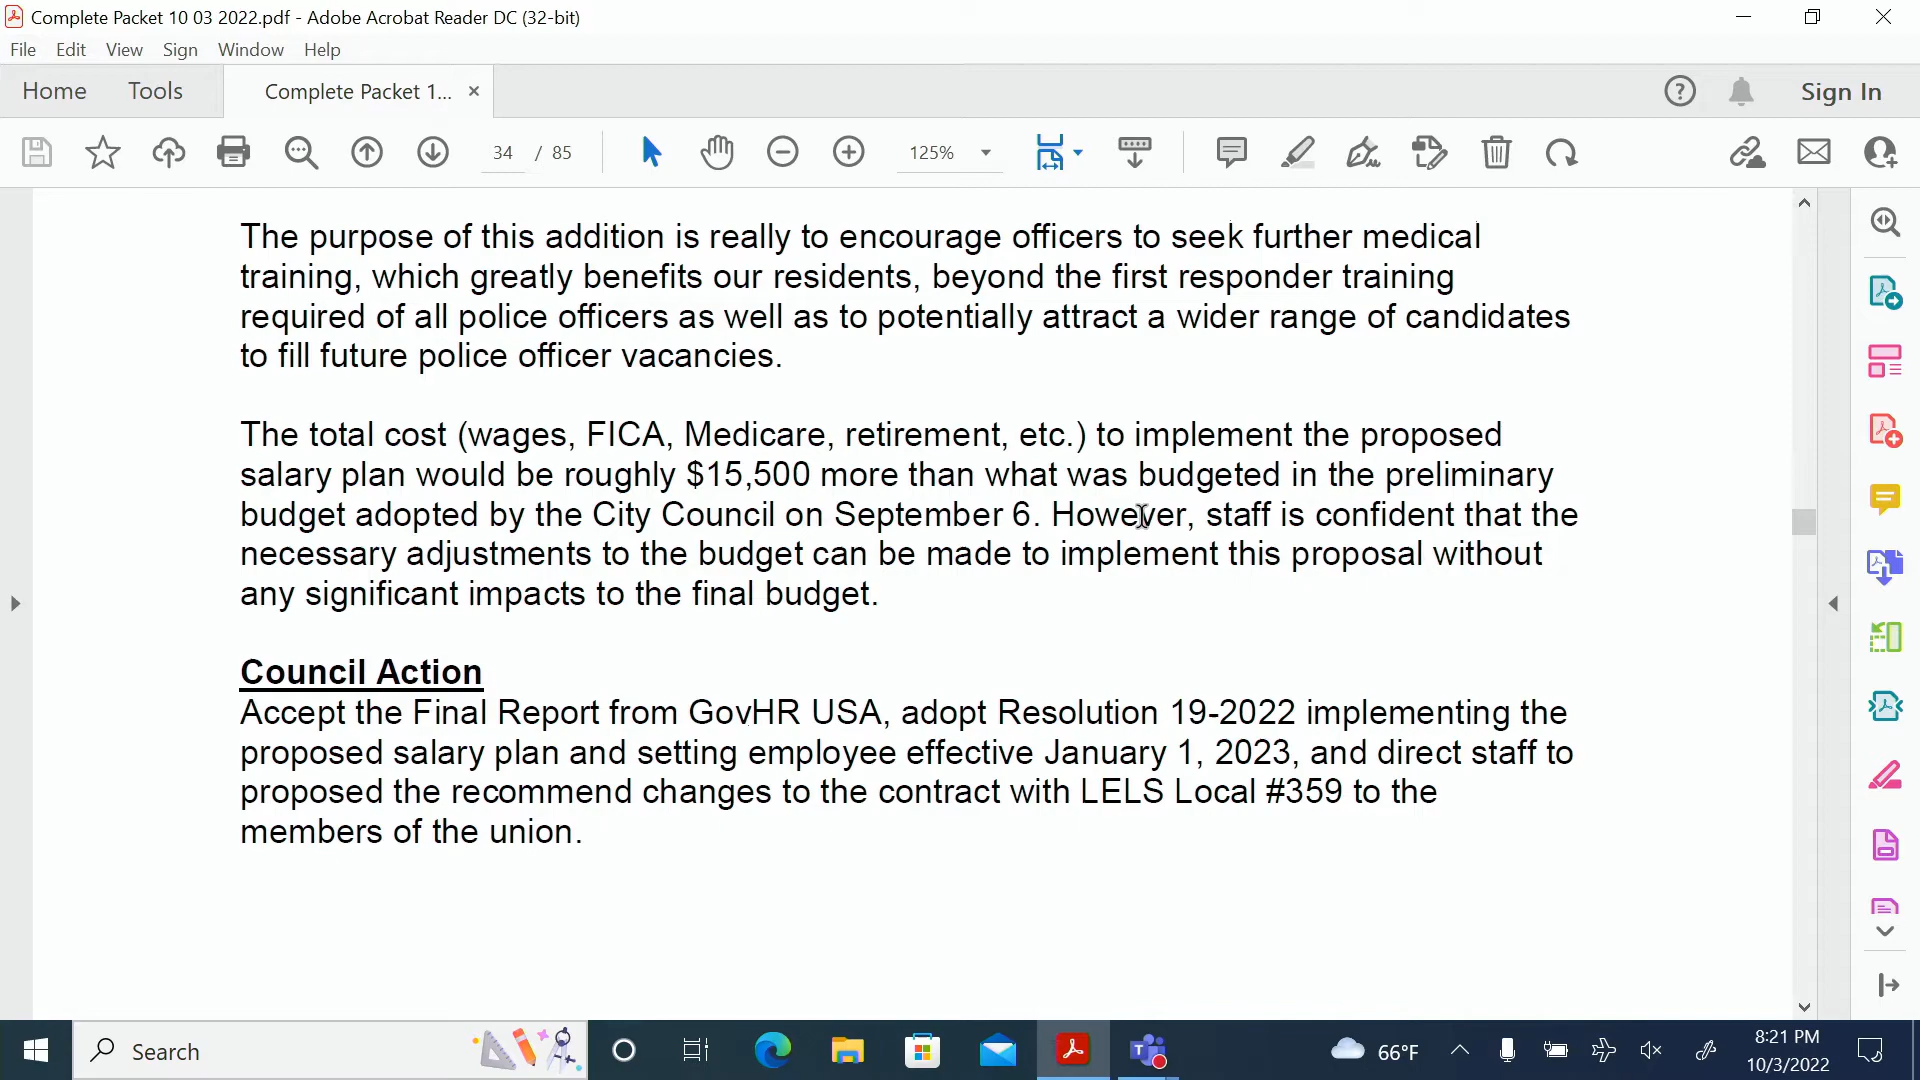 Complete Packet 10 03 2022.pdf - Adobe Acrobat Reader DC (32-bit)
File Edit View Sign Window Help
Home Tools Complete Packet 1... × Sign In
34 / 85 125%
The purpose of this addition is really to encourage officers to seek further medical
training, which greatly benefits our residents, beyond the first responder training
required of all police officers as well as to potentially attract a wider range of candidates
to fill future police officer vacancies.
The total cost (wages, FICA, Medicare, retirement, etc.) to implement the proposed
salary plan would be roughly $15,500 more than what was budgeted in the preliminary
budget adopted by the City Council on September 6. However, staff is confident that the
necessary adjustments to the budget can be made to implement this proposal without
any significant impacts to the final budget.
Council Action
Accept the Final Report from GovHR USA, adopt Resolution 19-2022 implementing the
proposed salary plan and setting employee effective January 1, 2023, and direct staff to
proposed the recommend changes to the contract with LELS Local #359 to the
members of the union.
Search 66°F 8:21 PM
10/3/2022